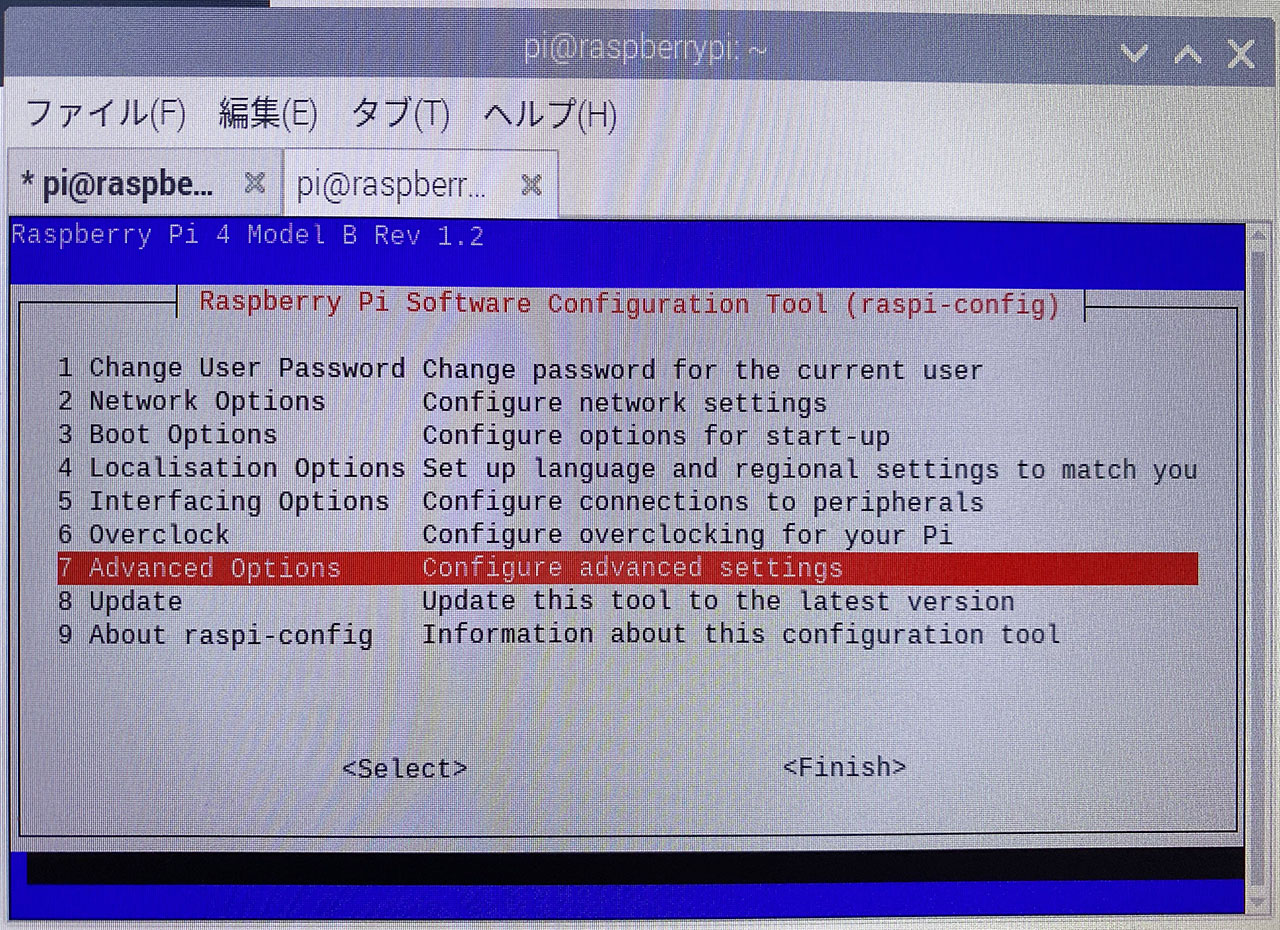 pi@raspberrypi: ~
ファイル(F) 編集(E) タブ(T) ヘルプ(H)
* pi@raspbe... pi@raspberr...
Raspberry Pi 4 Model B Rev 1.2
Raspberry Pi Software Configuration Tool (raspi-config)
1 Change User Password Change password for the current user
2 Network Options Configure network settings
3 Boot Options Configure options for start-up
4 Localisation Options Set up language and regional settings to match you
5 Interfacing Options Configure connections to peripherals
6 Overclock Configure overclocking for your Pi
7 Advanced Options Configure advanced settings
8 Update Update this tool to the latest version
9 About raspi-config Information about this configuration tool
<Select> <Finish>